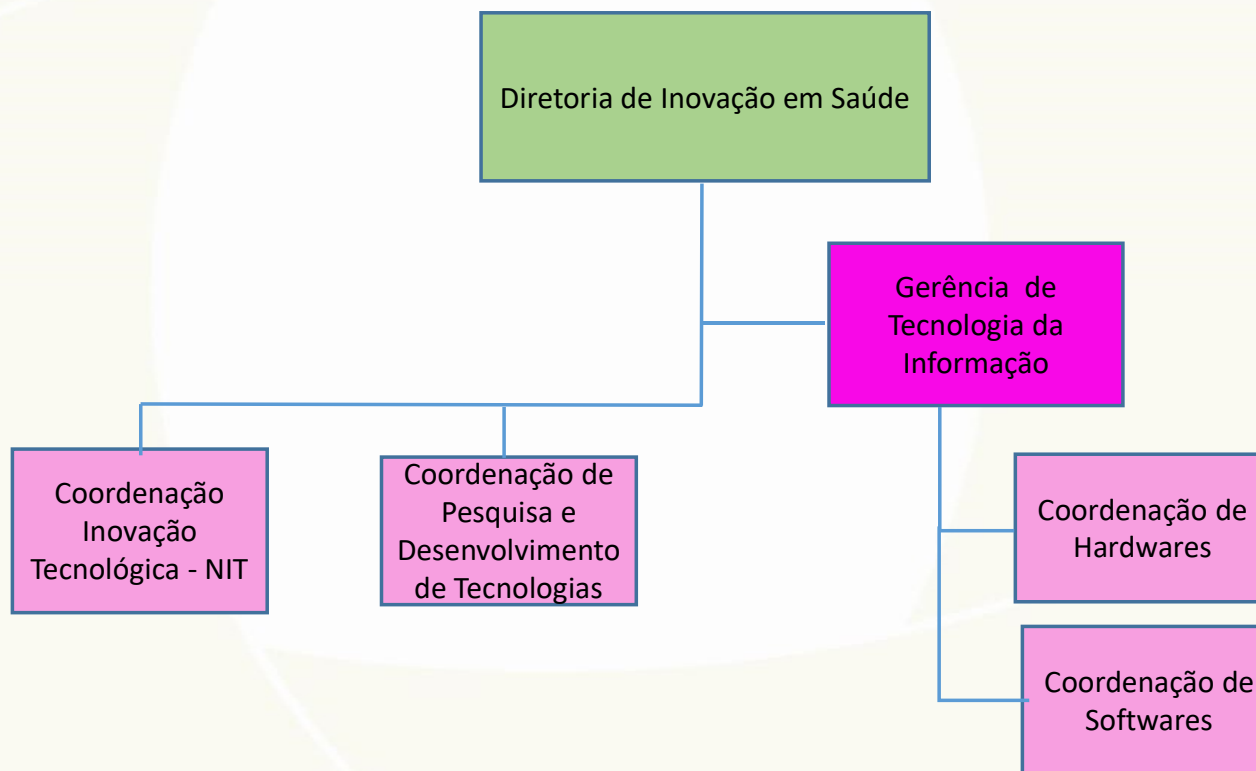 Diretoria de Inovação em Saúde
Gerência  de
Tecnologia da
Informação
Coordenação
Inovação
Tecnológica - NIT
Coordenação de
Pesquisa e
Desenvolvimento
de Tecnologias
Coordenação de
Hardwares
Coordenação de
Softwares